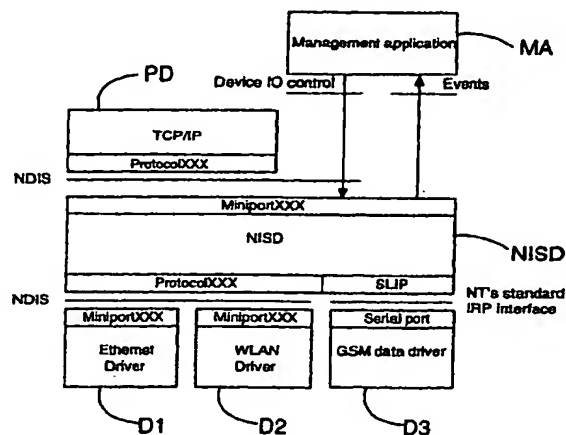 Management application
MA
PD
Device IO control
Events
TCP/IP
ProtocolXXX
NDIS
MiniportXXX
NISD
NISD
ProtocolXXX
SLIP
NDIS
NT's standard
IRP interface
MiniportXXX
MiniportXXX
Serial port
Ethernet
Driver
WLAN
Driver
GSM data driver
D1
D2
D3